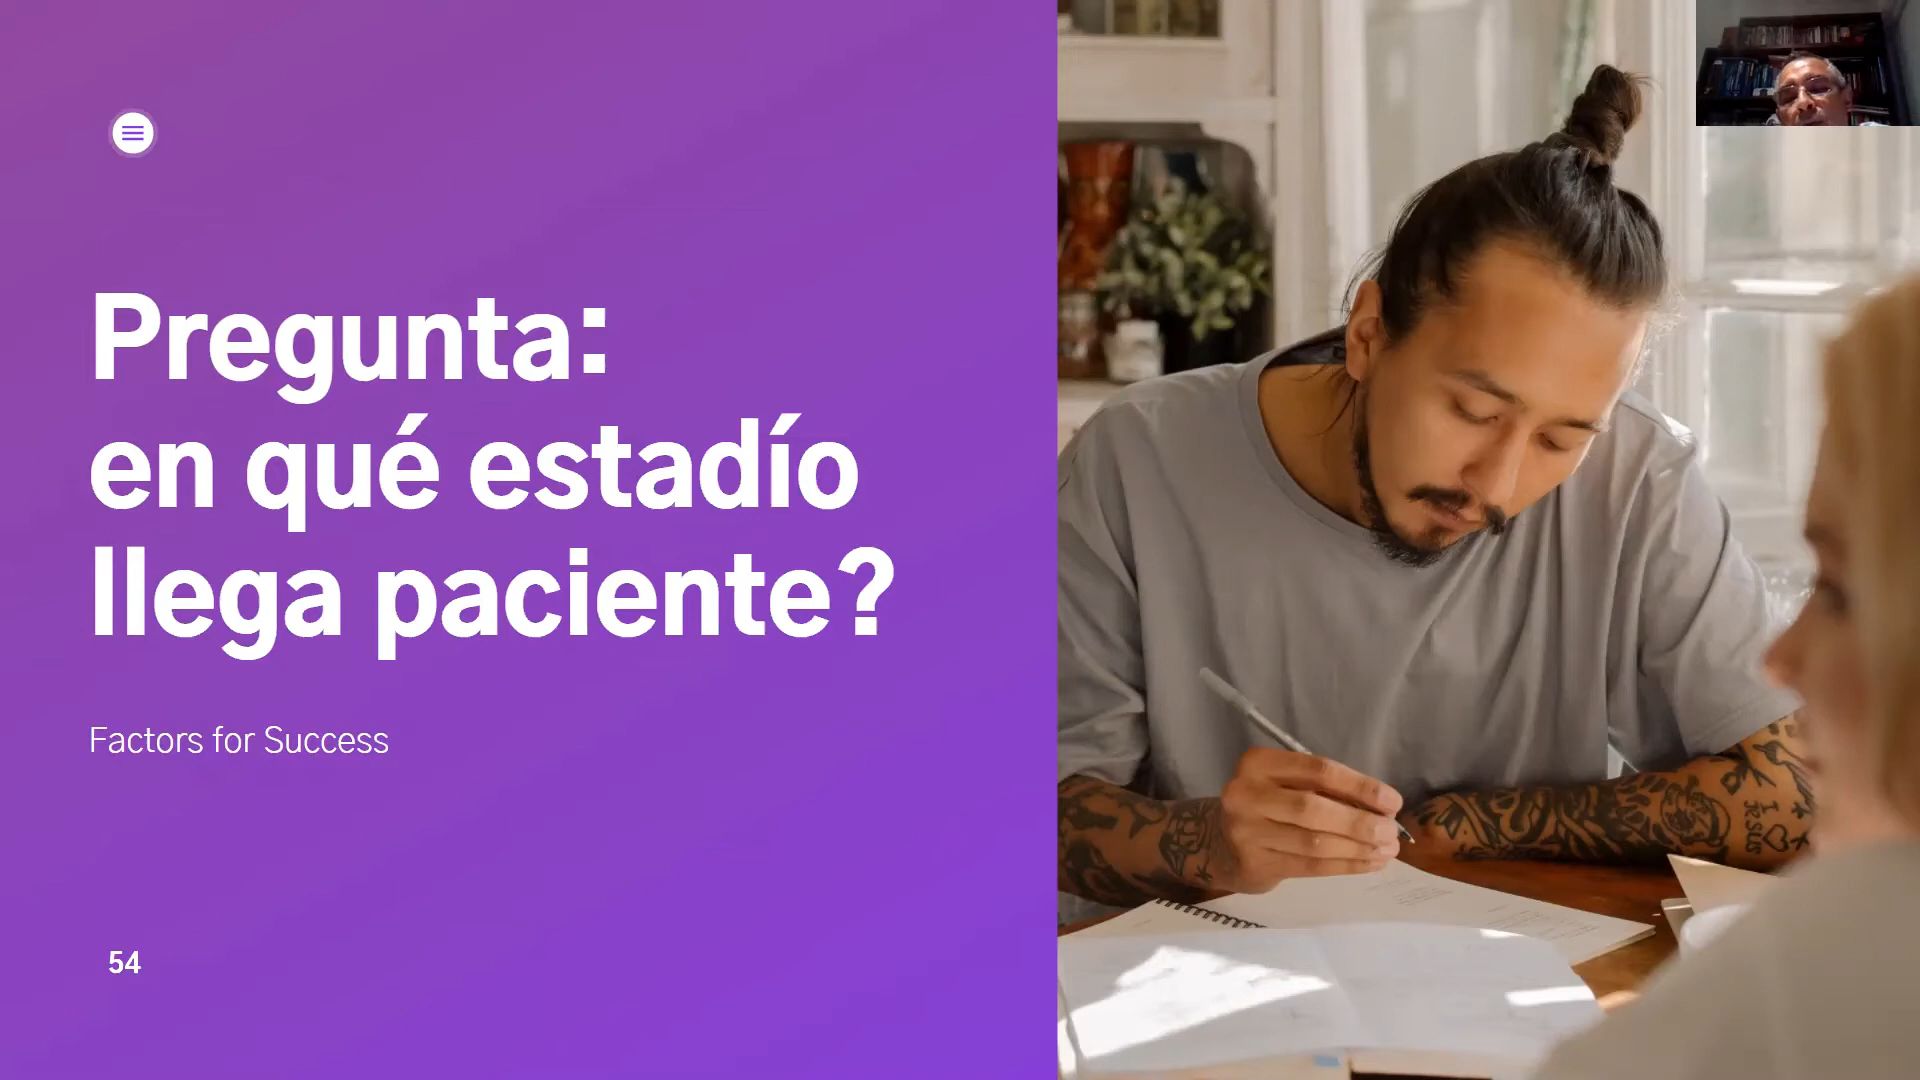 Pregunta:
en qué estadío
llega paciente?
Factors for Success
54